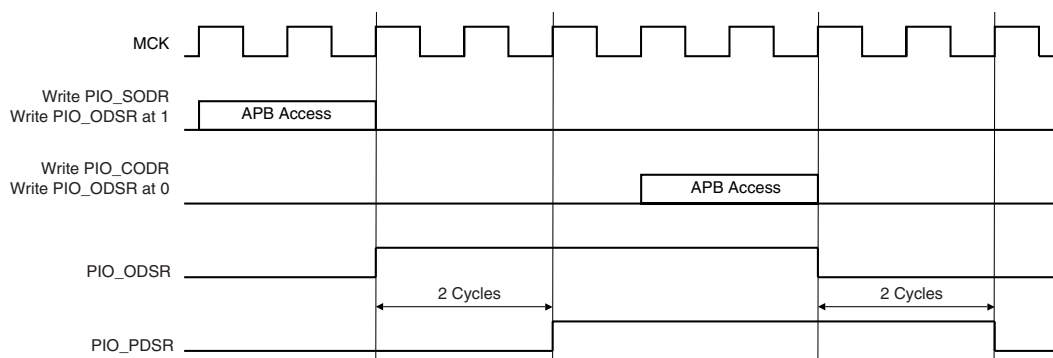 MCK
Write PIO_SODR
Write PIO_ODSR at 1
APB Access
Write PIO_CODR
Write PIO_ODSR at 0
APB Access
PIO_ODSR
2 Cycles
2 Cycles
PIO_PDSR